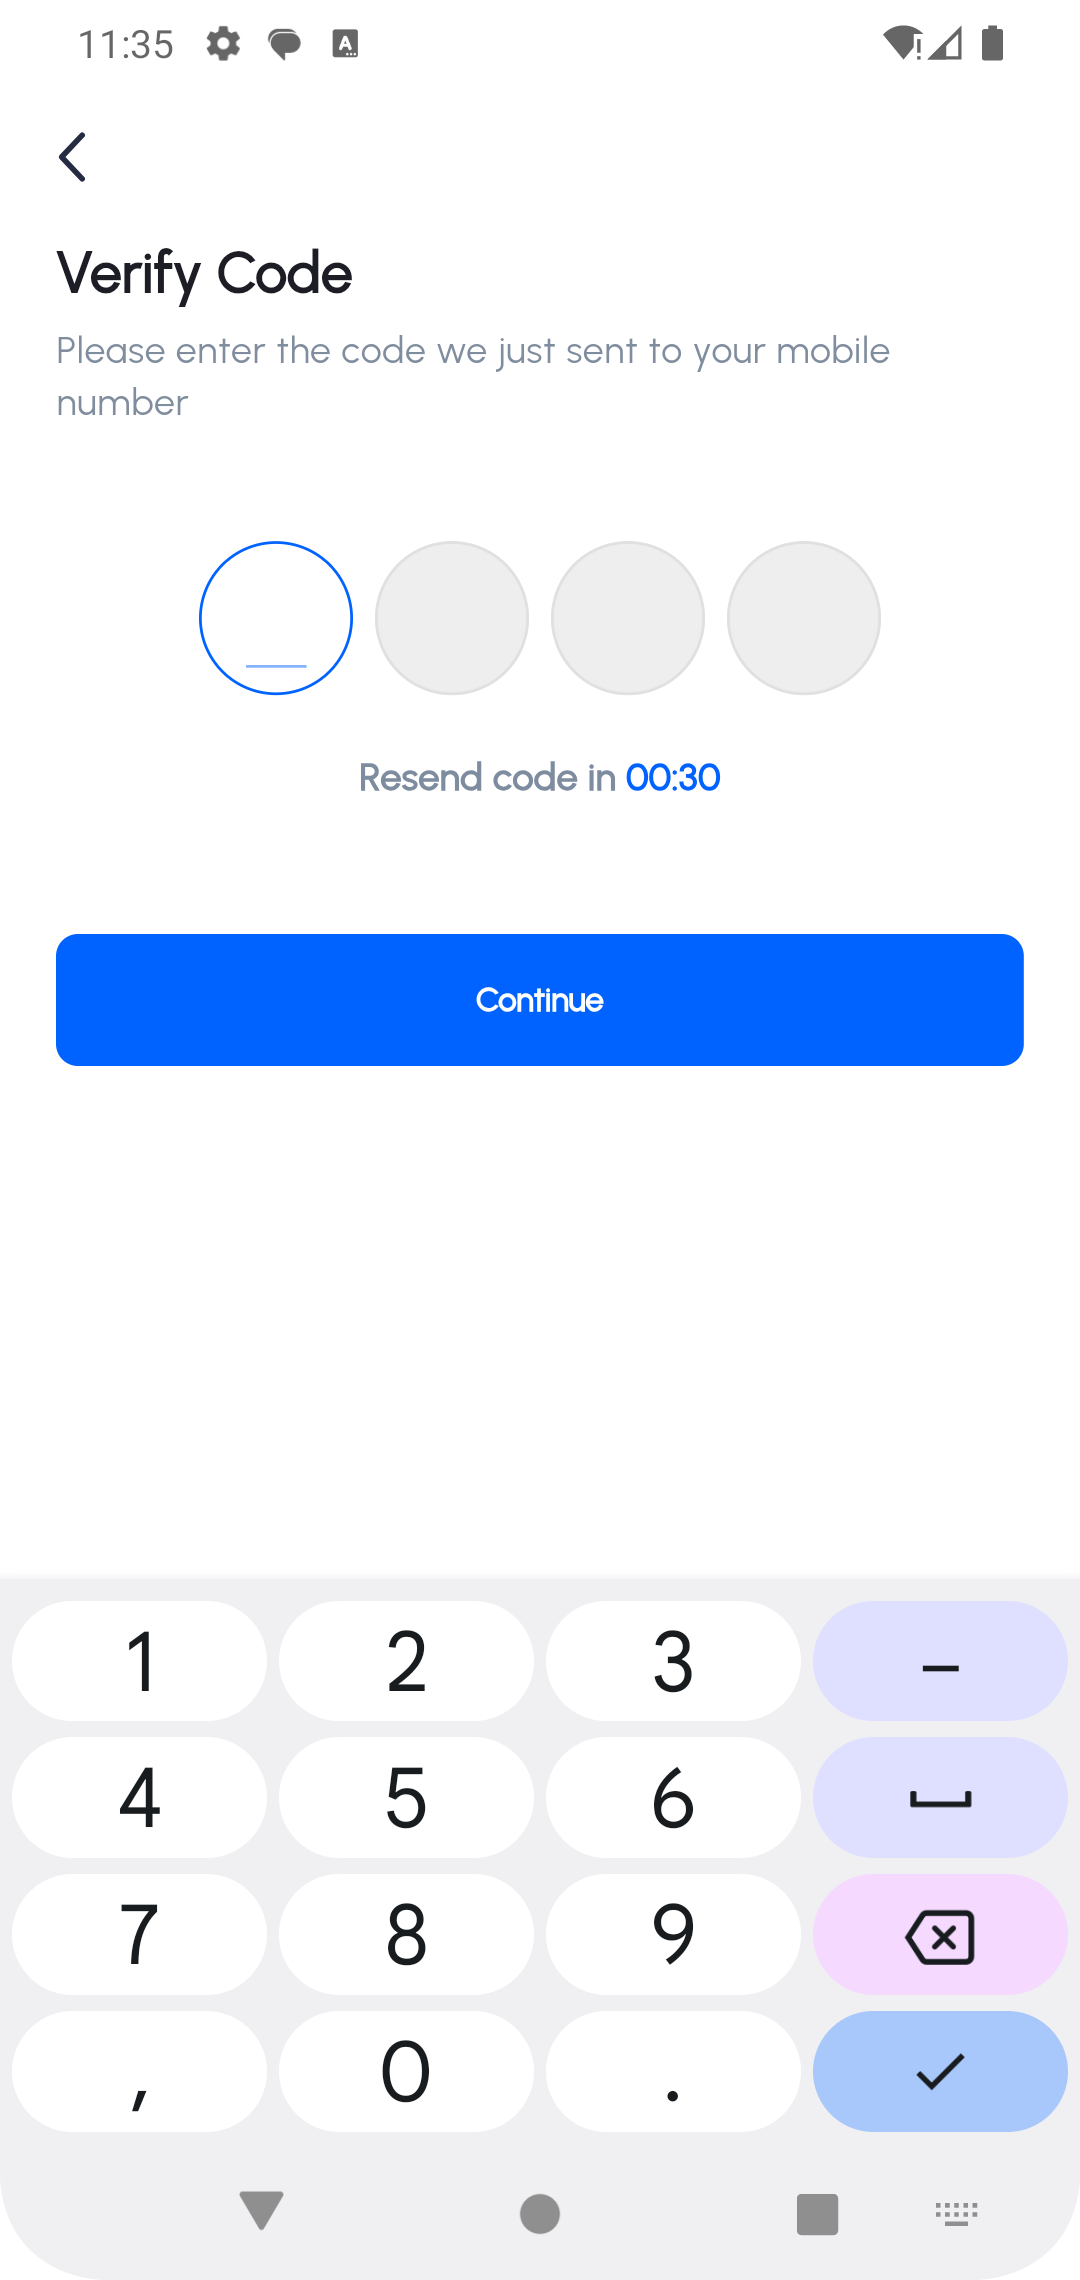 11:35
Verify Code
Please enter the code we just sent to your mobile
number
Resend code in 00:30
Continue
1 2 3 –
4 5 6
7 8 9
, 0 .